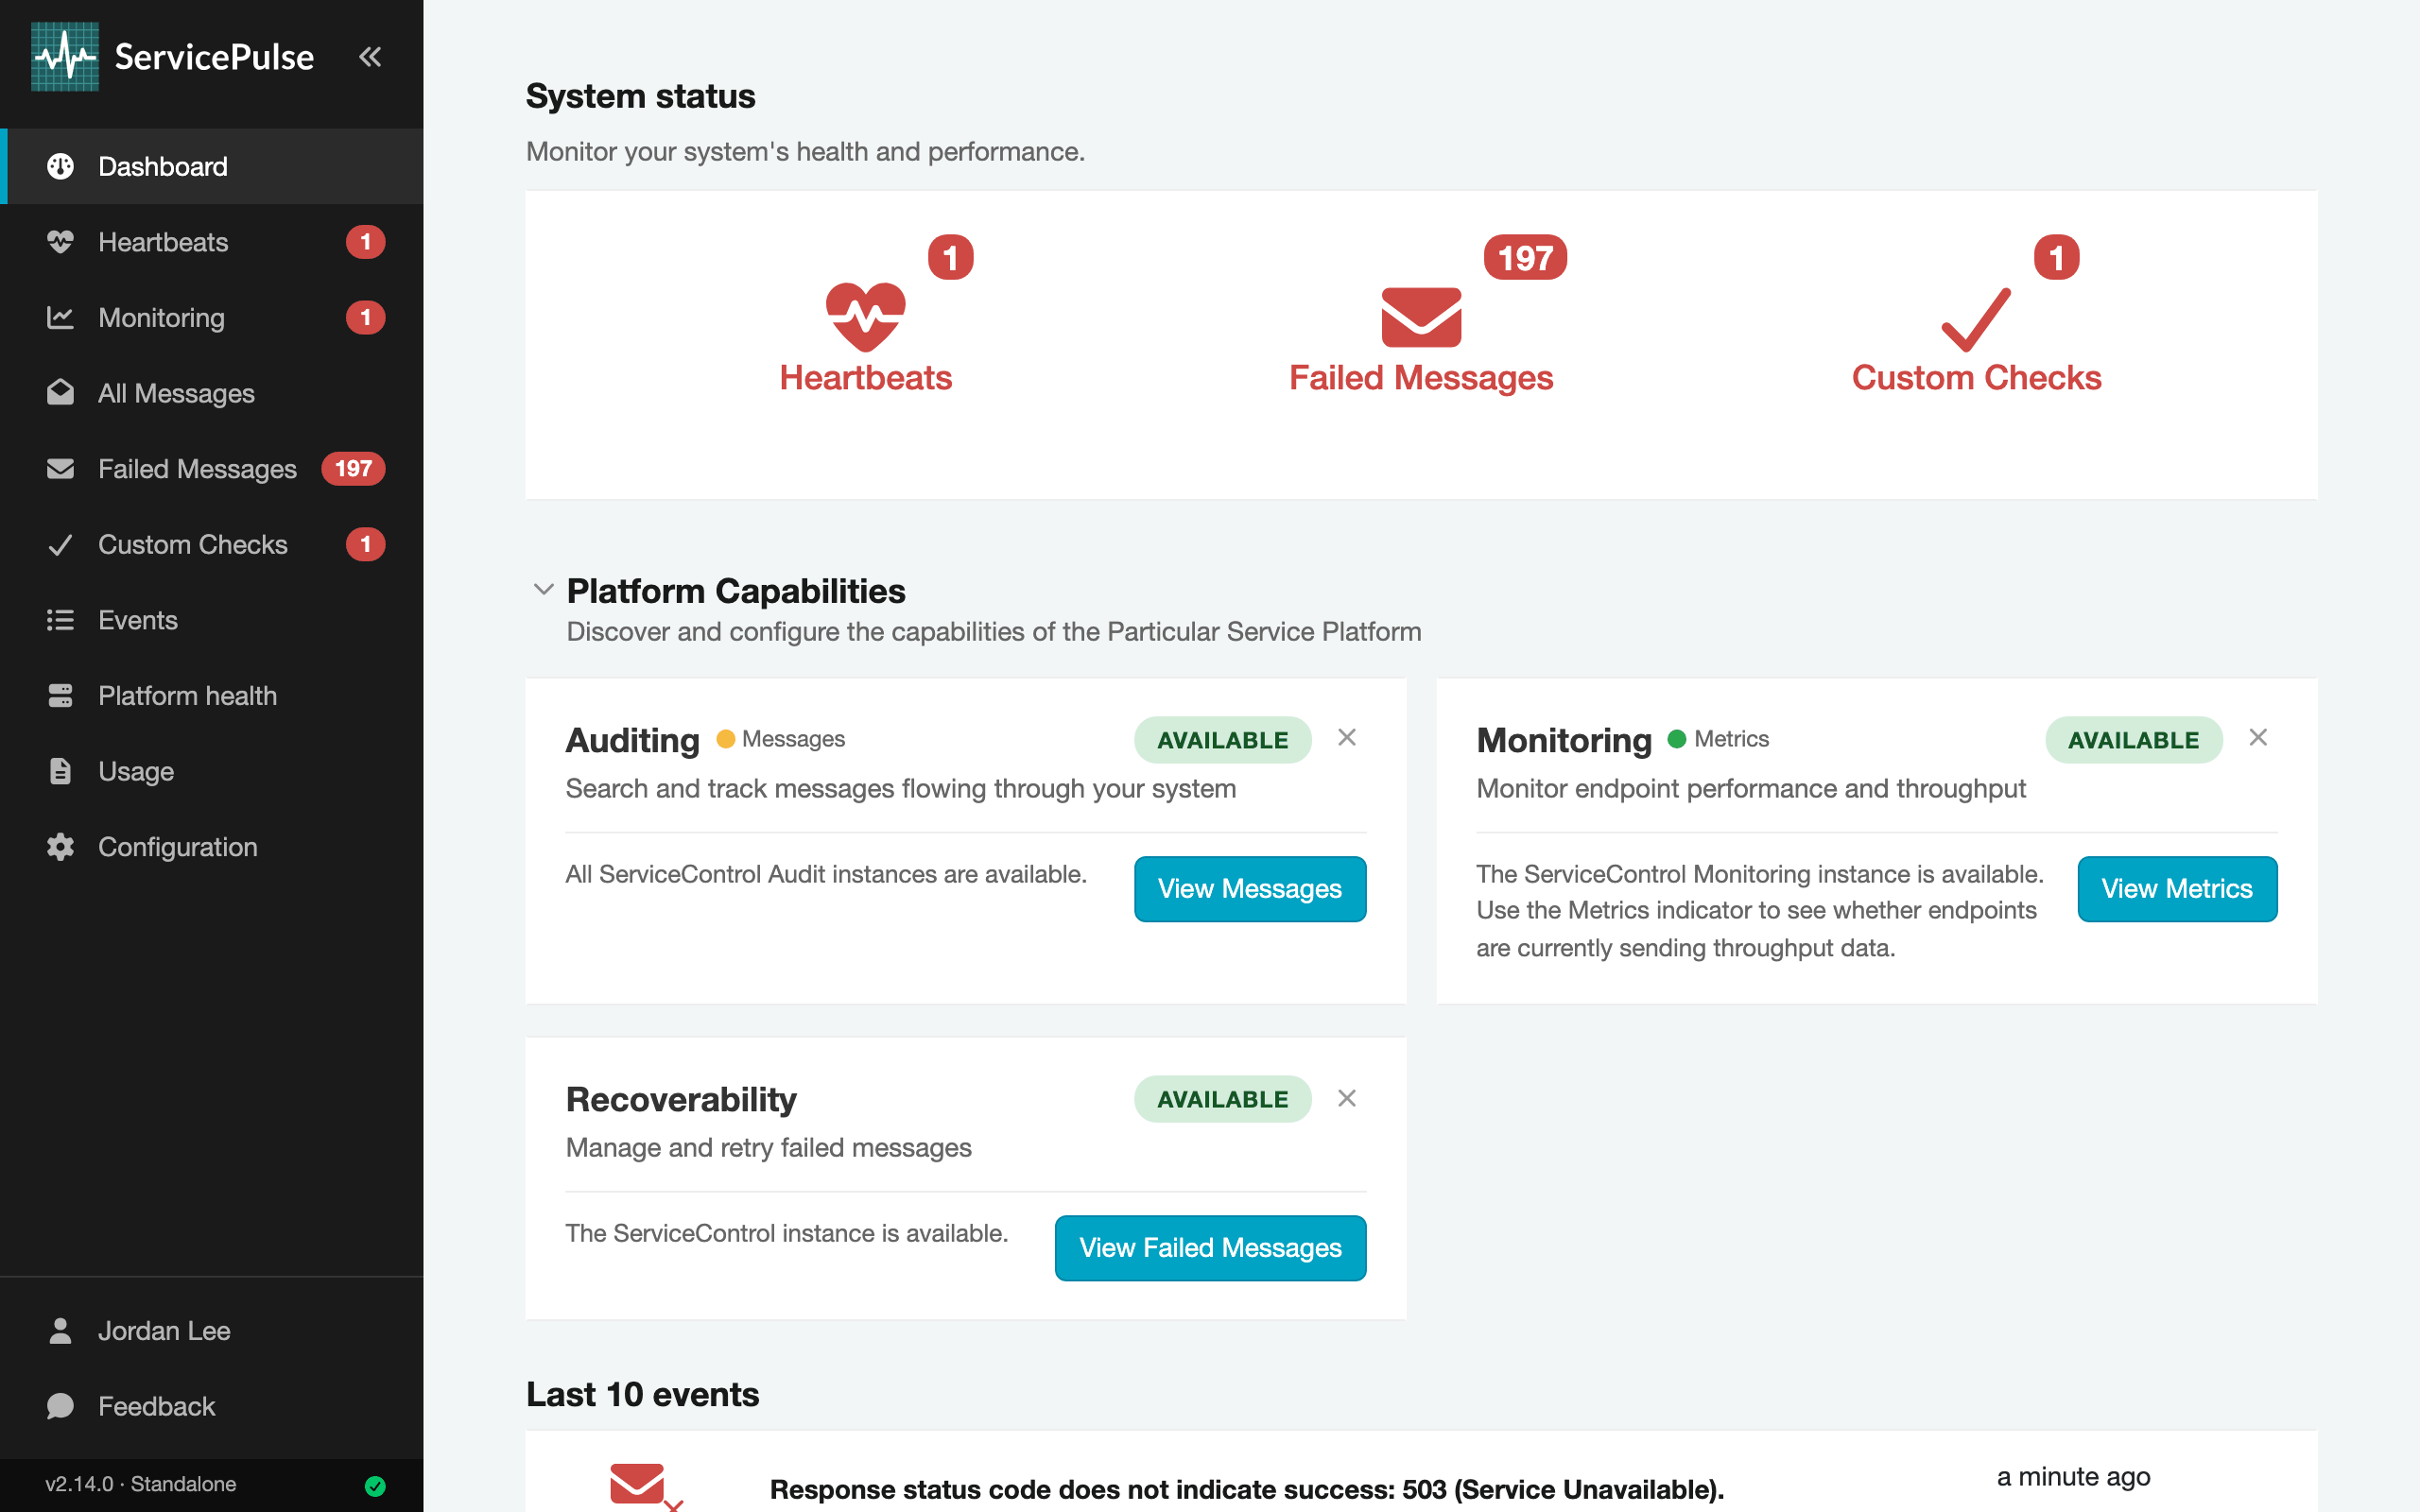 ServicePulse
Dashboard
Heartbeats 1
Monitoring 1
All Messages
Failed Messages 197
Custom Checks 1
Events
Platform health
Usage
Configuration
Jordan Lee
Feedback
v2.14.0 · Standalone
System status
Monitor your system's health and performance.
1
Heartbeats
197
Failed Messages
1
Custom Checks
Platform Capabilities
Discover and configure the capabilities of the Particular Service Platform
Auditing Messages AVAILABLE
Search and track messages flowing through your system
All ServiceControl Audit instances are available.
View Messages
Monitoring Metrics AVAILABLE
Monitor endpoint performance and throughput
The ServiceControl Monitoring instance is available.
Use the Metrics indicator to see whether endpoints
are currently sending throughput data.
View Metrics
Recoverability AVAILABLE
Manage and retry failed messages
The ServiceControl instance is available.
View Failed Messages
Last 10 events
Response status code does not indicate success: 503 (Service Unavailable).
a minute ago